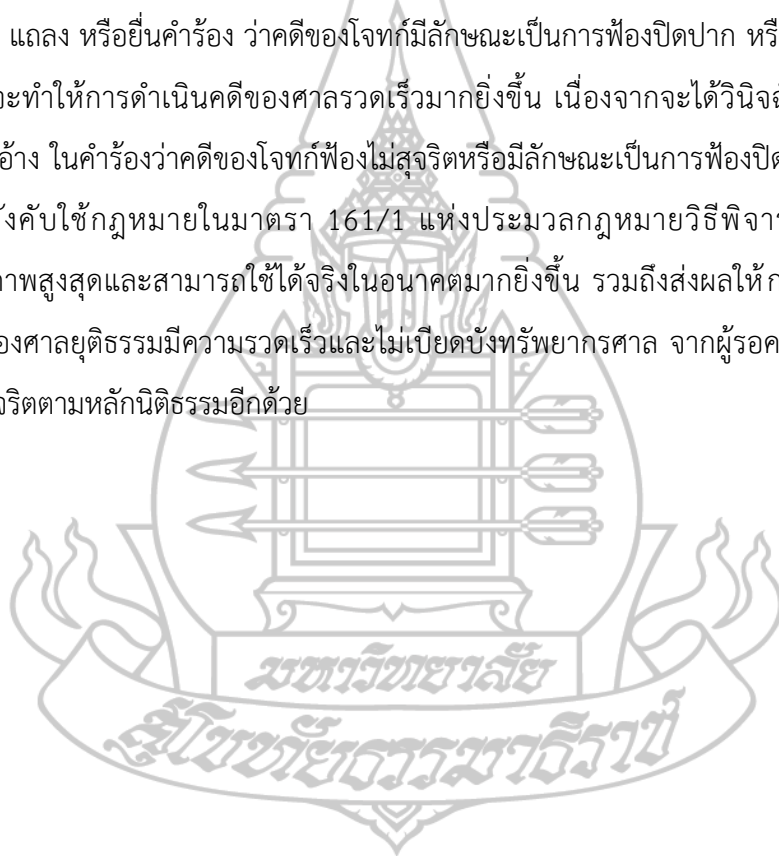 แถลง หรือยื่นคำร้อง ว่าคดีของโจทก์มีลักษณะเป็นการฟ้องปิดปาก
จะทำให้การดำเนินคดีของศาลรวดเร็วมากยิ่งขึ้น เนื่องจากจะได้วินิจ
อ้าง ในคำร้องว่าคดีของโจทก์ฟ้องไม่สุจริตหรือมีลักษณะเป็นการฟ้องปิด
ังคับใช้กฎหมายในมาตรา 161/1 แห่งประมวลกฎหมายวิธีพิจาร
าพสูงสุดและสามารถใช้ได้จริงในอนาคตมากยิ่งขึ้น รวมถึงส่งผลให้
องศาลยุติธรรมมีความรวดเร็วและไม่เบียดบังทรัพยากรศาล จากผู้รอค
จริตตามหลักนิติธรรมอีกด้วย
มหาวิทยาลัย
สุโขทัยธรรมาธิราช